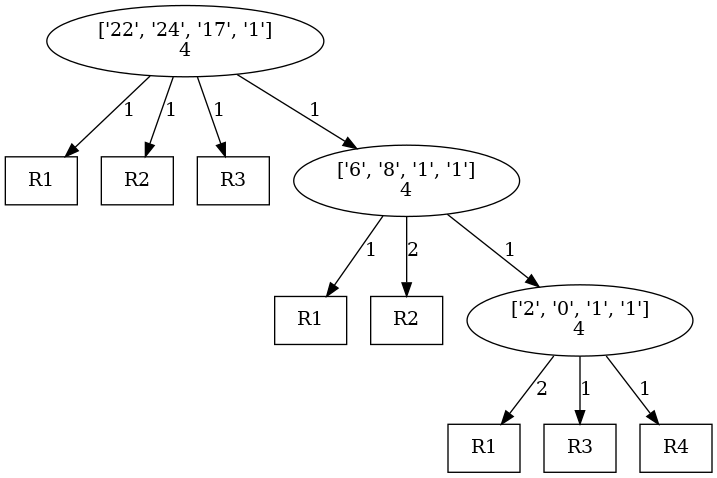 ['22', '24', '17', '1']
4
1
1
1
1
R1
R2
R3
['6', '8', '1', '1']
4
1
2
1
R1
R2
['2', '0', '1', '1']
4
2
1
1
R1
R3
R4